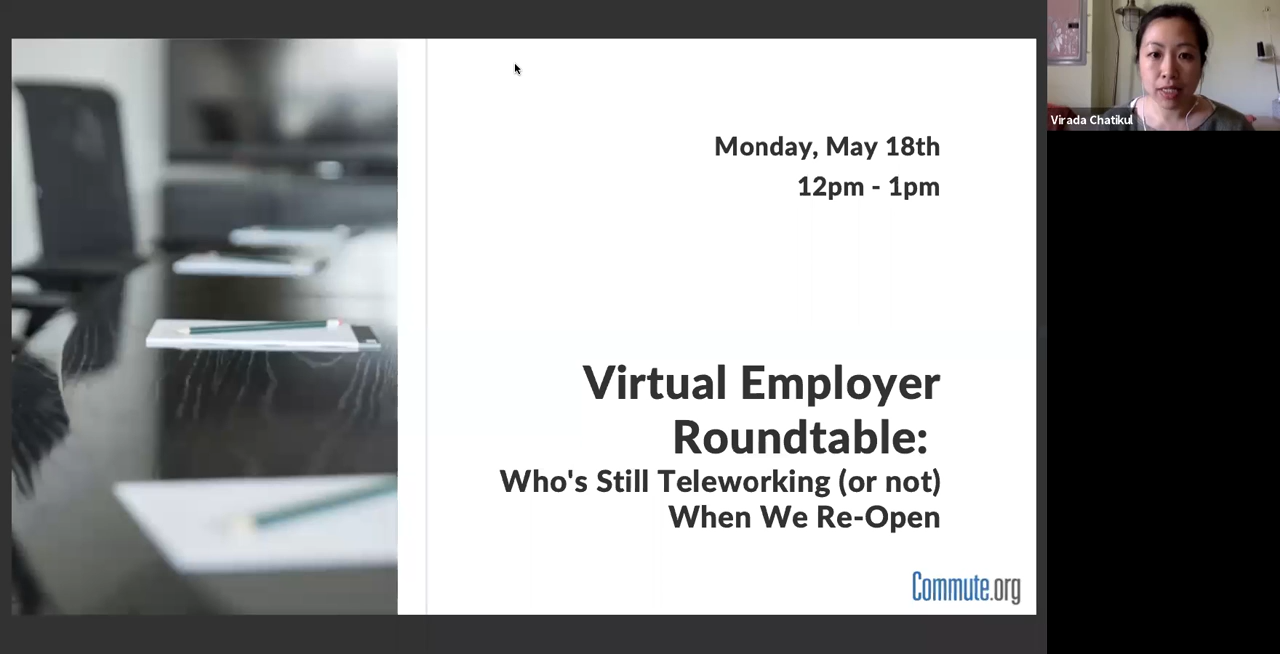 Monday, May 18th
12pm - 1pm
Virtual Employer
Roundtable:
Who's Still Teleworking (or not)
When We Re-Open
Commute.org
Virada Chatikul